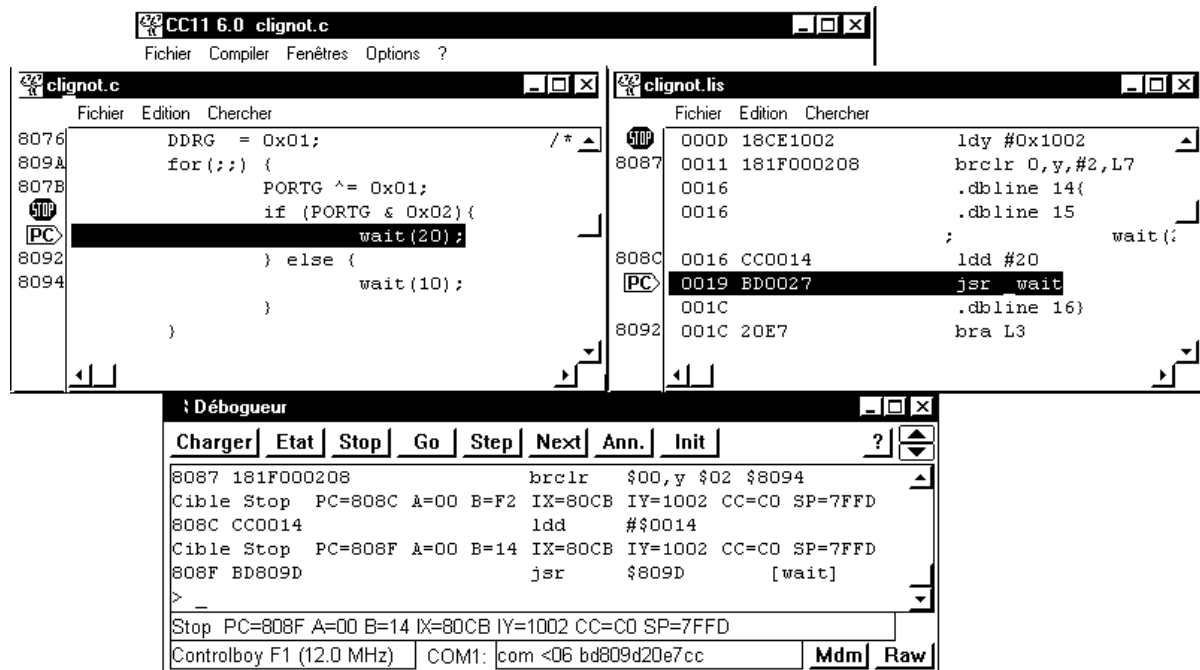 CC11 6.0 clignot.c
Fichier Compiler Fenêtres Options ?
clignot.c
Fichier Edition Chercher
8076 DDRG = 0x01; /*
809A for(;;) {
807B PORTG ^= 0x01;
STOP if (PORTG & 0x02){
PC wait(20);
8092 } else {
8094 wait(10);
}
}
clignot.lis
Fichier Edition Chercher
STOP 000D 18CE1002 ldy #0x1002
8087 0011 181F000208 brclr 0,y,#2,L7
0016 .dbline 14{
0016 .dbline 15
; wait(2
808C 0016 CC0014 ldd #20
PC 0019 BD0027 jsr _wait
001C .dbline 16}
8092 001C 20E7 bra L3
Débogueur
Charger Etat Stop Go Step Next Ann. Init ?
8087 181F000208 brclr $00,y $02 $8094
Cible Stop PC=808C A=00 B=F2 IX=80CB IY=1002 CC=C0 SP=7FFD
808C CC0014 ldd #$0014
Cible Stop PC=808F A=00 B=14 IX=80CB IY=1002 CC=C0 SP=7FFD
808F BD809D jsr $809D [wait]
> _
Stop PC=808F A=00 B=14 IX=80CB IY=1002 CC=C0 SP=7FFD
Controlboy F1 (12.0 MHz) COM1: com <06 bd809d20e7cc Mdm Raw